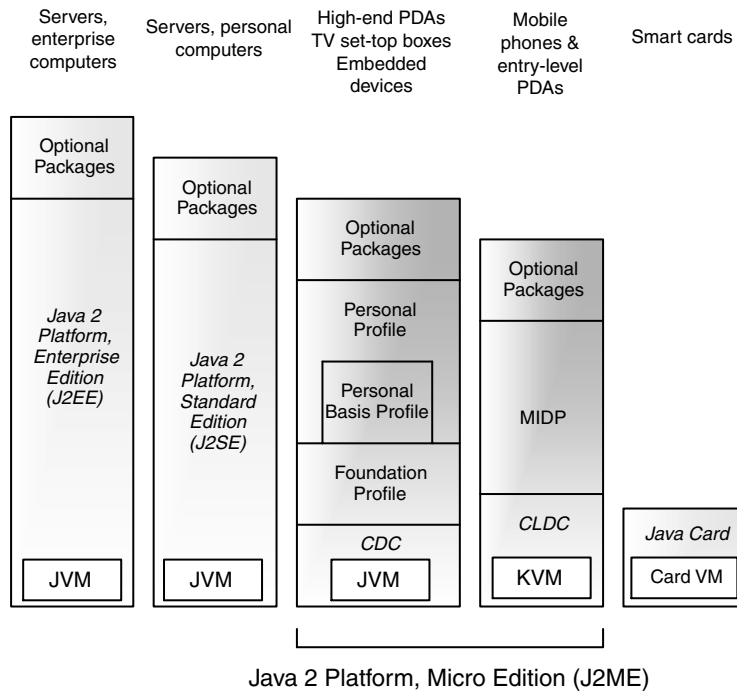 Servers,
enterprise
computers
Servers, personal
computers
High-end PDAs
TV set-top boxes
Embedded
devices
Mobile
phones &
entry-level
PDAs
Smart cards
Optional
Packages
Java 2
Platform,
Enterprise
Edition
(J2EE)
JVM
Optional
Packages
Java 2
Platform,
Standard
Edition
(J2SE)
JVM
Optional
Packages
Personal
Profile
Personal
Basis Profile
Foundation
Profile
CDC
JVM
Optional
Packages
MIDP
CLDC
KVM
Java Card
Card VM
Java 2 Platform, Micro Edition (J2ME)